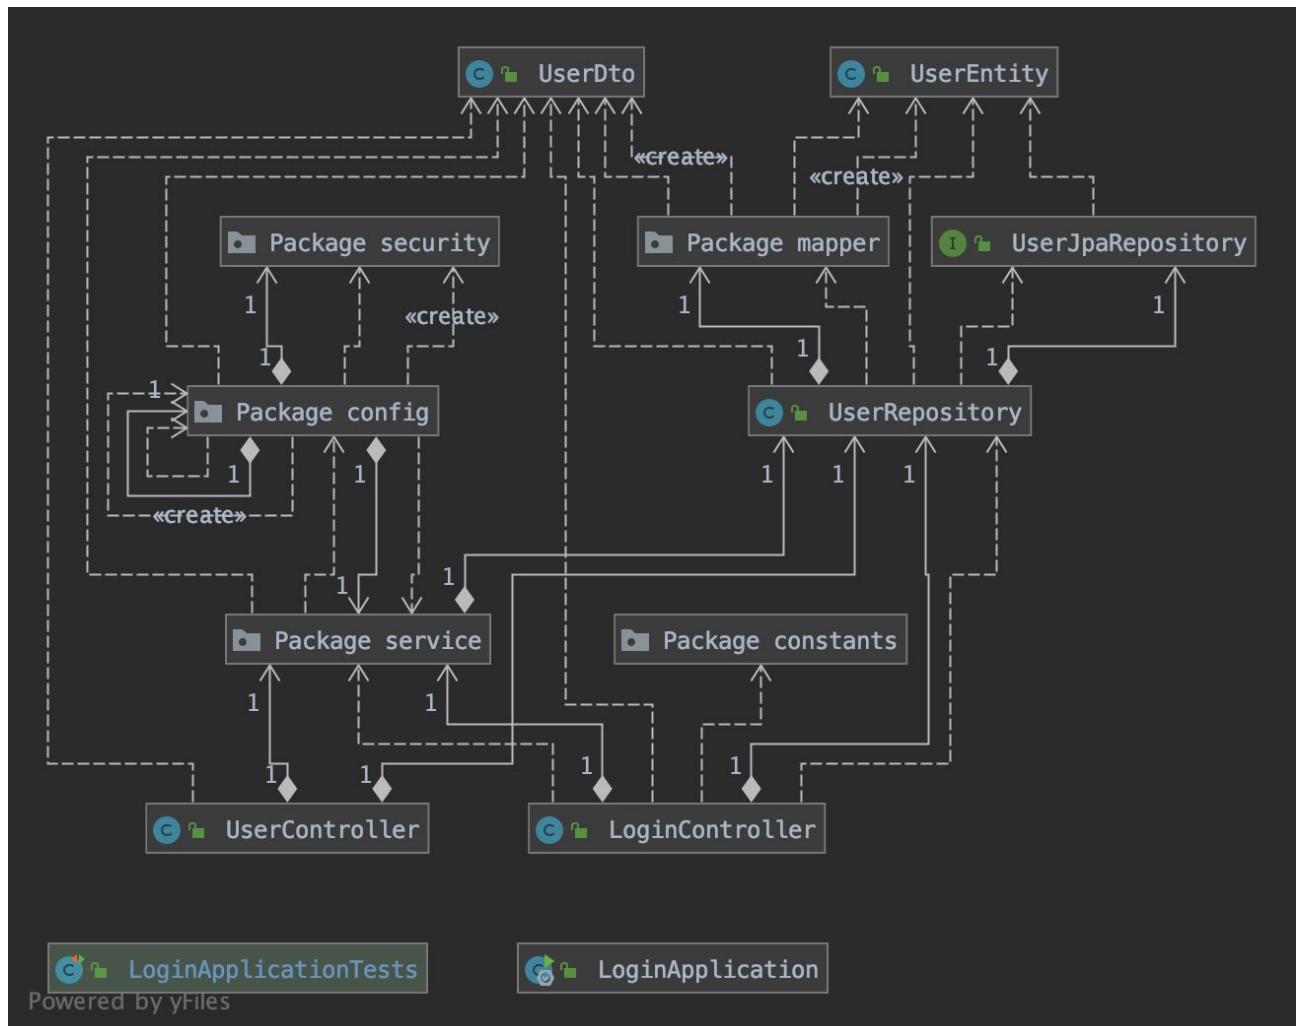 UserDto
UserEntity
«create»
«create»
Package security
Package mapper
UserJpaRepository
1
1
1
«create»
1
1
1
1
Package config
UserRepository
1
1
1
1
1
«create»
1
1
Package service
Package constants
1
1
1
1
1
1
UserController
LoginController
LoginApplicationTests
LoginApplication
Powered by yFiles